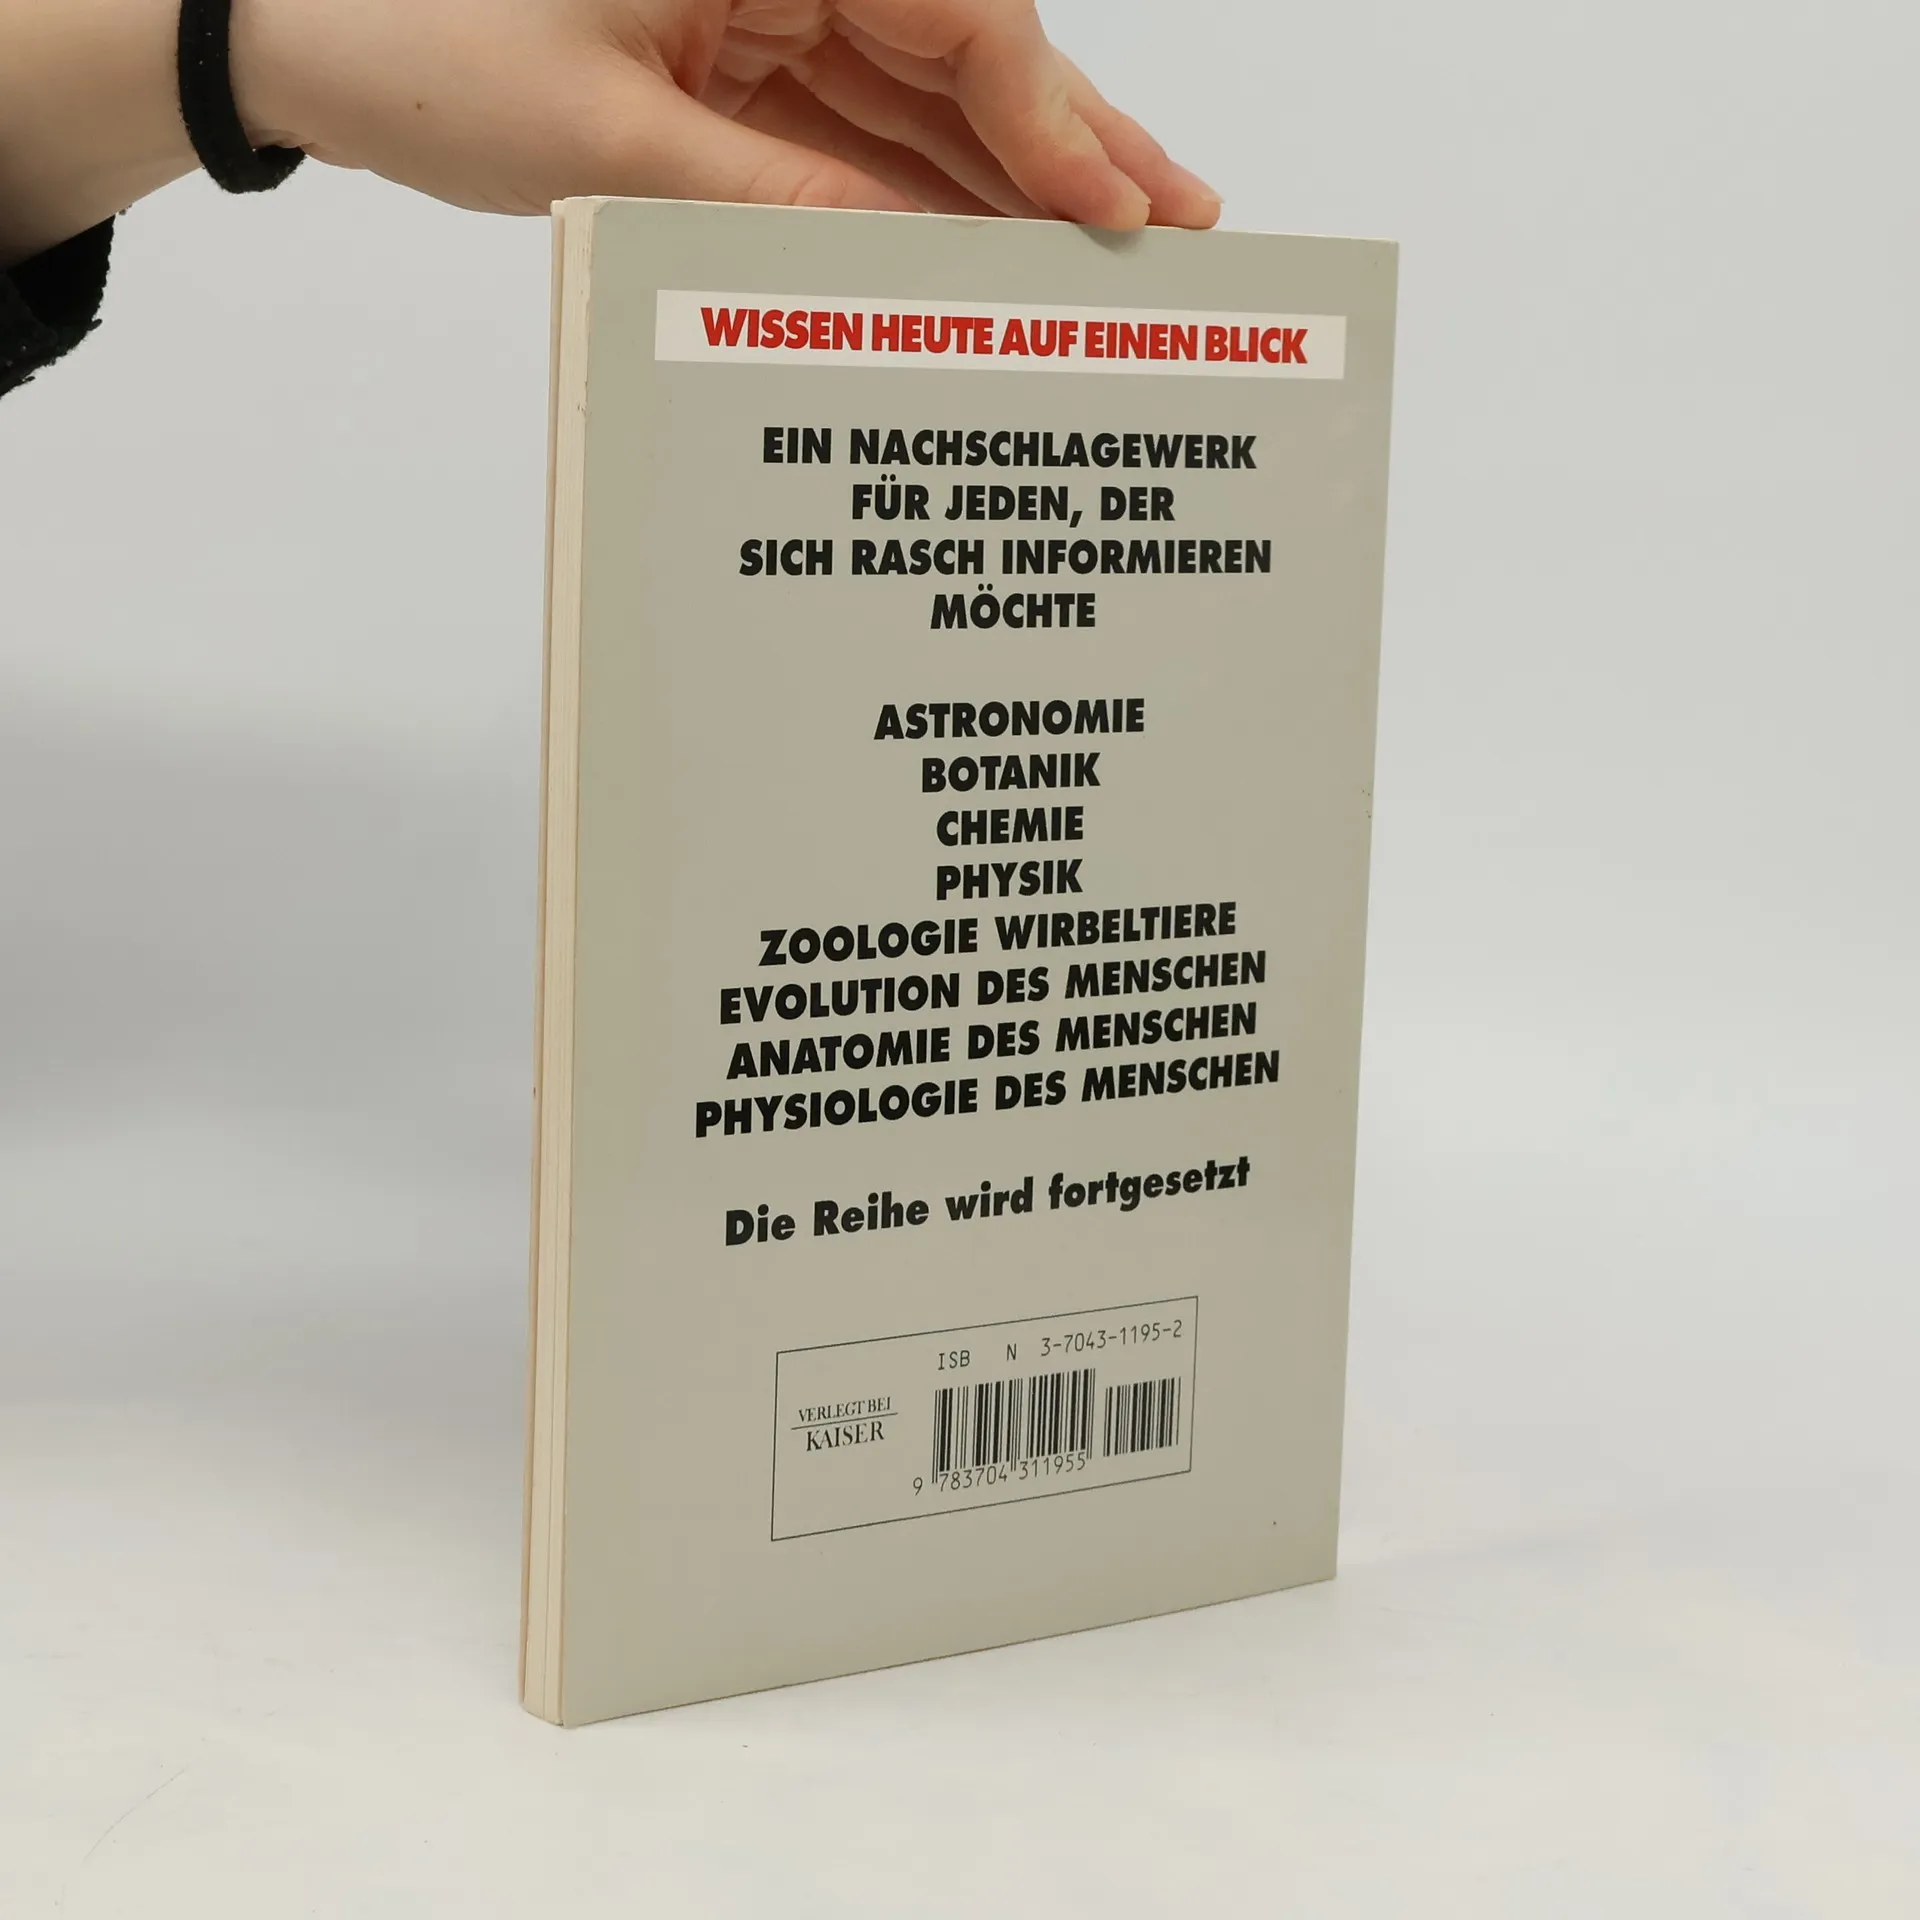 WISSEN HEUTE AUF EINEN BLICK
EIN NACHSCHLAGEWERK
FÜR JEDEN, DER
SICH RASCH INFORMIEREN
MÖCHTE
ASTRONOMIE
BOTANIK
CHEMIE
PHYSIK
ZOOLOGIE WIRBELTIERE
EVOLUTION DES MENSCHEN
ANATOMIE DES MENSCHEN
PHYSIOLOGIE DES MENSCHEN
Die Reihe wird fortgesetzt
ISB N 3-7043-1195-2
VERLEGT BEI
KAISER
9 783704 311955